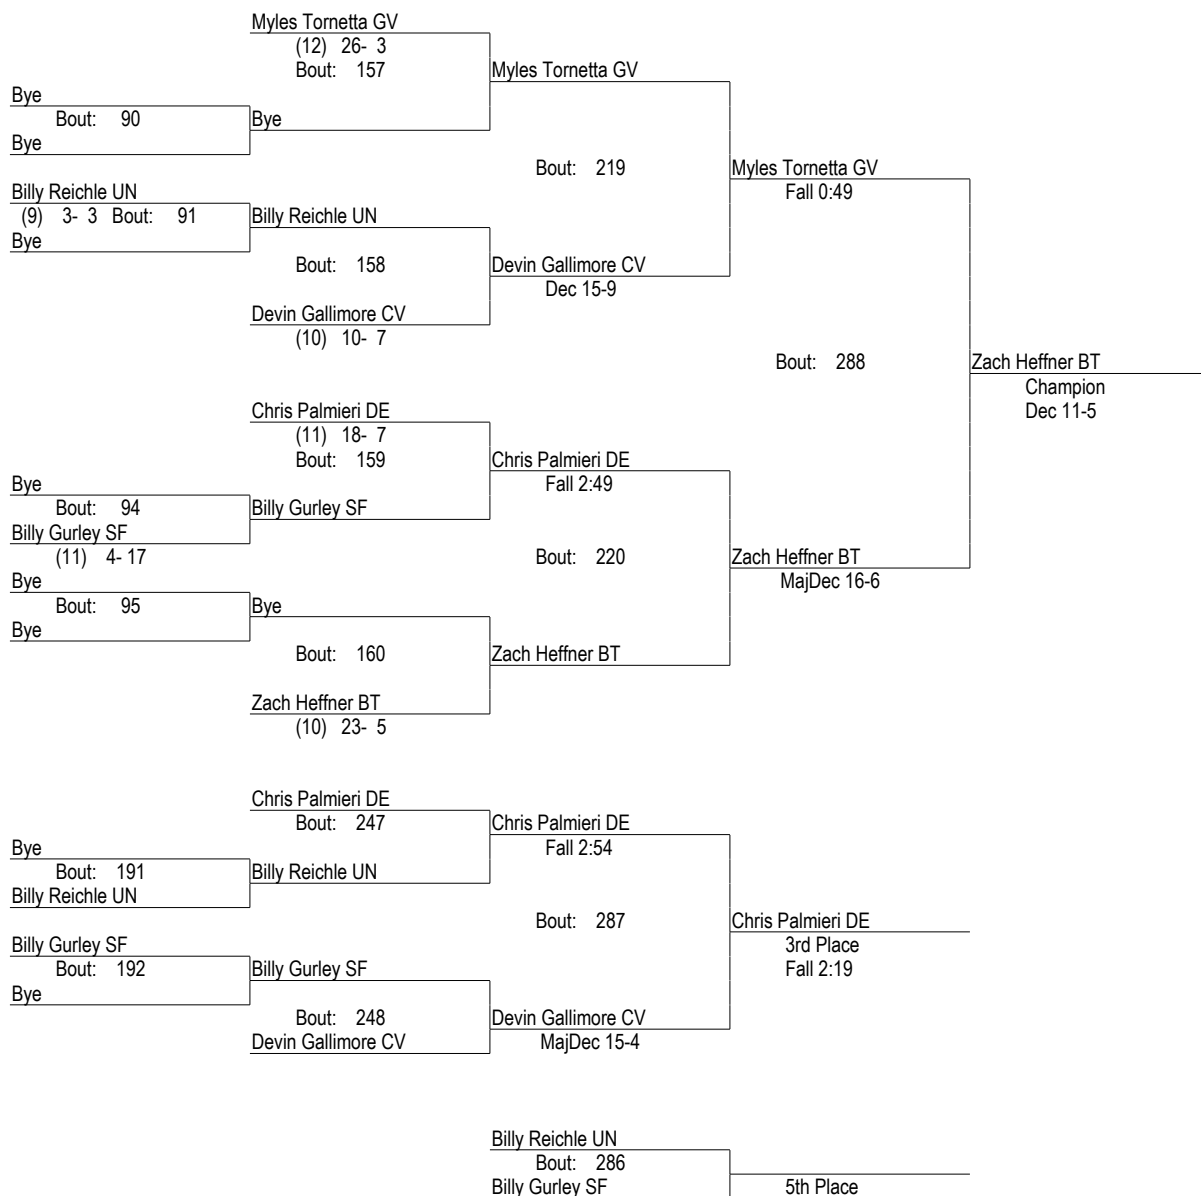 Myles Tornetta GV
(12) 26- 3
Bout: 157
Myles Tornetta GV
Bye
Bout: 90
Bye
Bye
Bout: 219
Myles Tornetta GV
Fall 0:49
Billy Reichle UN
(9) 3- 3 Bout: 91
Billy Reichle UN
Bye
Bout: 158
Devin Gallimore CV
Dec 15-9
Devin Gallimore CV
(10) 10- 7
Bout: 288
Zach Heffner BT
Champion
Dec 11-5
Chris Palmieri DE
(11) 18- 7
Bout: 159
Chris Palmieri DE
Fall 2:49
Bye
Bout: 94
Billy Gurley SF
Billy Gurley SF
(11) 4- 17
Bout: 220
Zach Heffner BT
MajDec 16-6
Bye
Bout: 95
Bye
Bye
Bout: 160
Zach Heffner BT
Zach Heffner BT
(10) 23- 5
Chris Palmieri DE
Bout: 247
Chris Palmieri DE
Fall 2:54
Bye
Bout: 191
Billy Reichle UN
Billy Reichle UN
Bout: 287
Chris Palmieri DE
3rd Place
Fall 2:19
Billy Gurley SF
Bout: 192
Billy Gurley SF
Bye
Bout: 248
Devin Gallimore CV
MajDec 15-4
Devin Gallimore CV
Billy Reichle UN
Bout: 286
Billy Gurley SF
5th Place